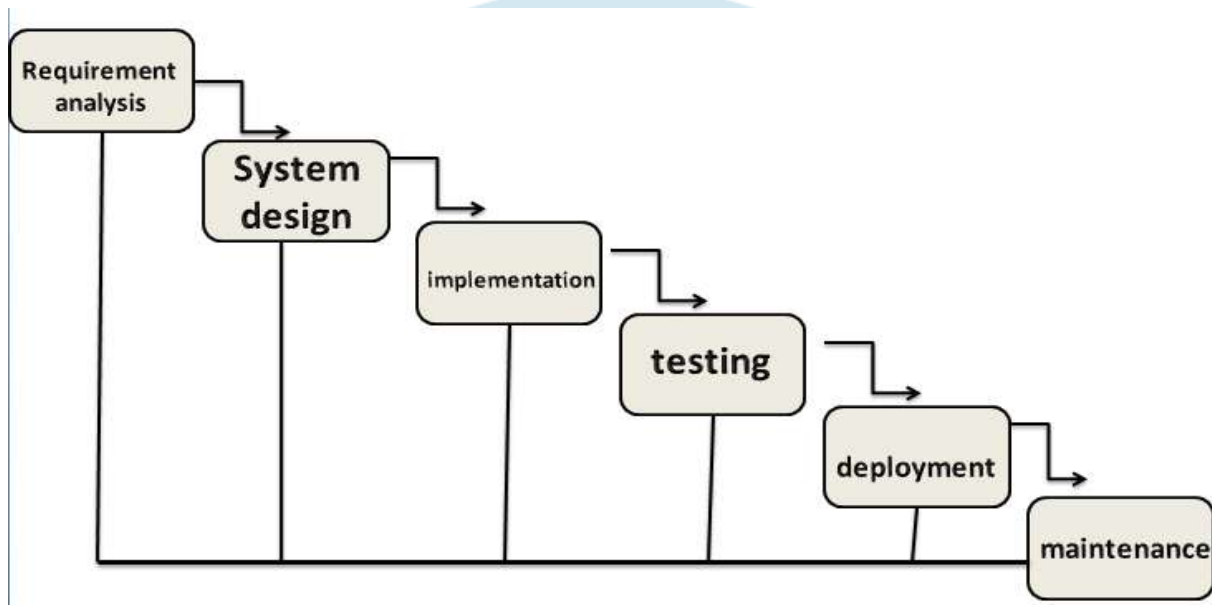 Requirement
analysis
System
design
implementation
testing
deployment
maintenance